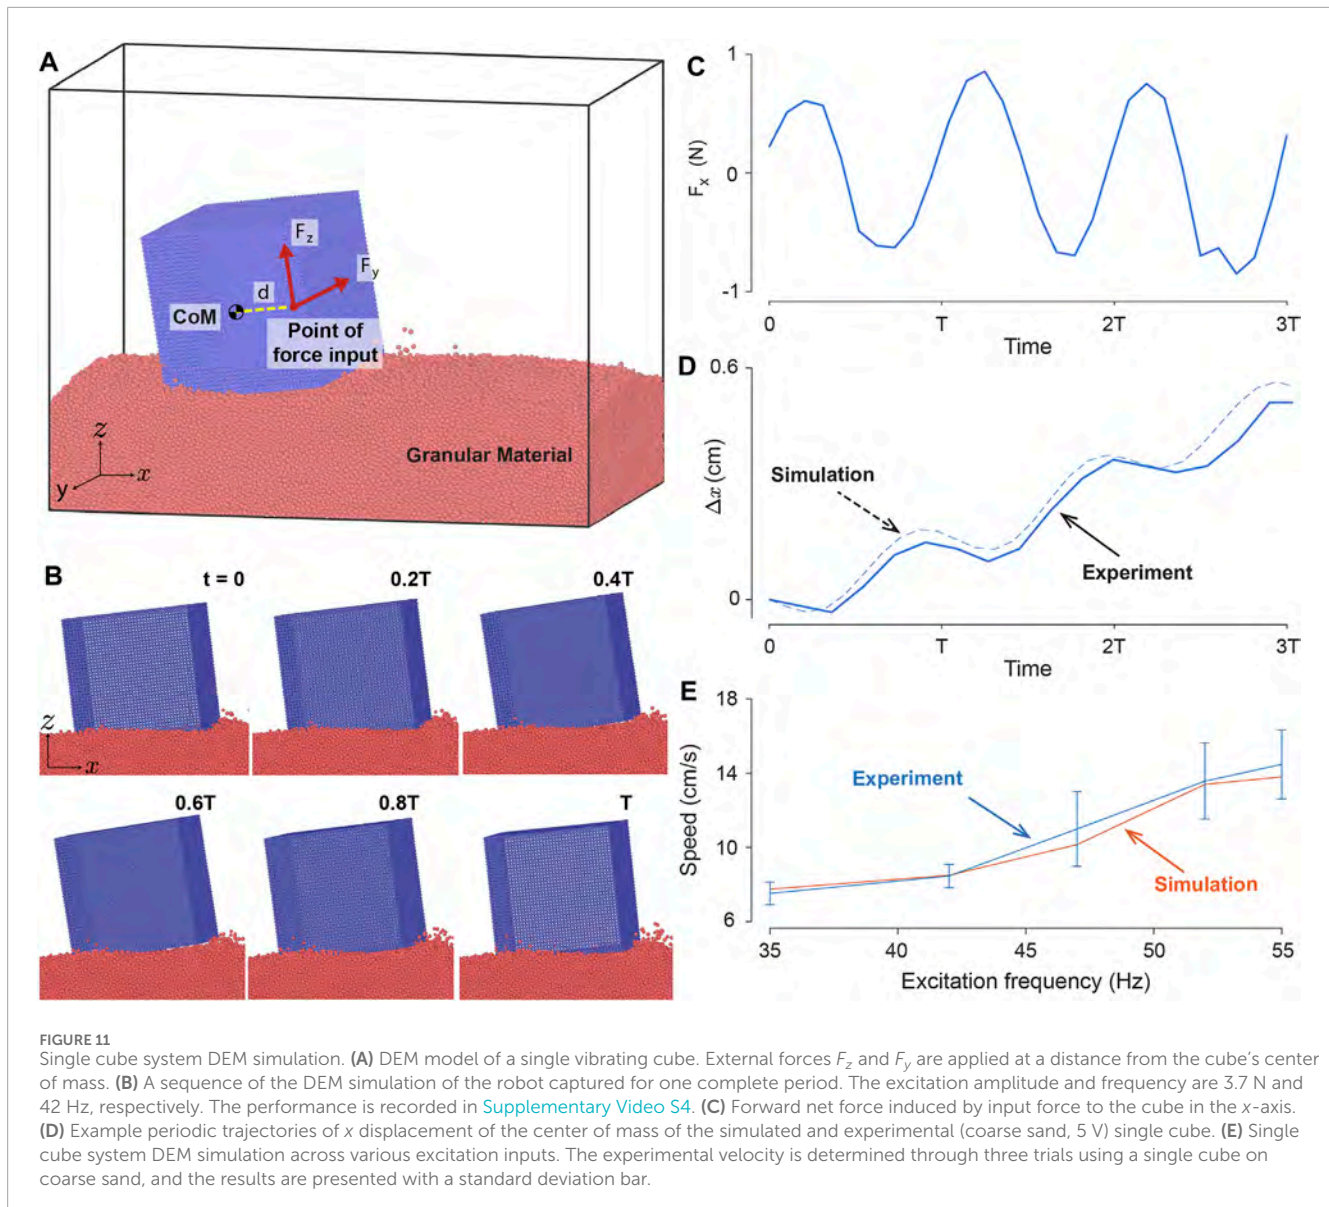 A
F_z
F_y
d
CoM
Point of
force input
z
x
y
Granular Material
B
t = 0
0.2T
0.4T
z
x
0.6T
0.8T
T
C
1
0
-1
F_x (N)
0
T
2T
3T
Time
D
0.6
0
Δx (cm)
Simulation
Experiment
0
T
2T
3T
Time
E
18
14
10
6
Speed (cm/s)
Experiment
Simulation
35
40
45
50
55
Excitation frequency (Hz)
FIGURE 11
Single cube system DEM simulation. (A) DEM model of a single vibrating cube. External forces F_z and F_y are applied at a distance from the cube's center
of mass. (B) A sequence of the DEM simulation of the robot captured for one complete period. The excitation amplitude and frequency are 3.7 N and
42 Hz, respectively. The performance is recorded in Supplementary Video S4. (C) Forward net force induced by input force to the cube in the x-axis.
(D) Example periodic trajectories of x displacement of the center of mass of the simulated and experimental (coarse sand, 5 V) single cube. (E) Single
cube system DEM simulation across various excitation inputs. The experimental velocity is determined through three trials using a single cube on
coarse sand, and the results are presented with a standard deviation bar.